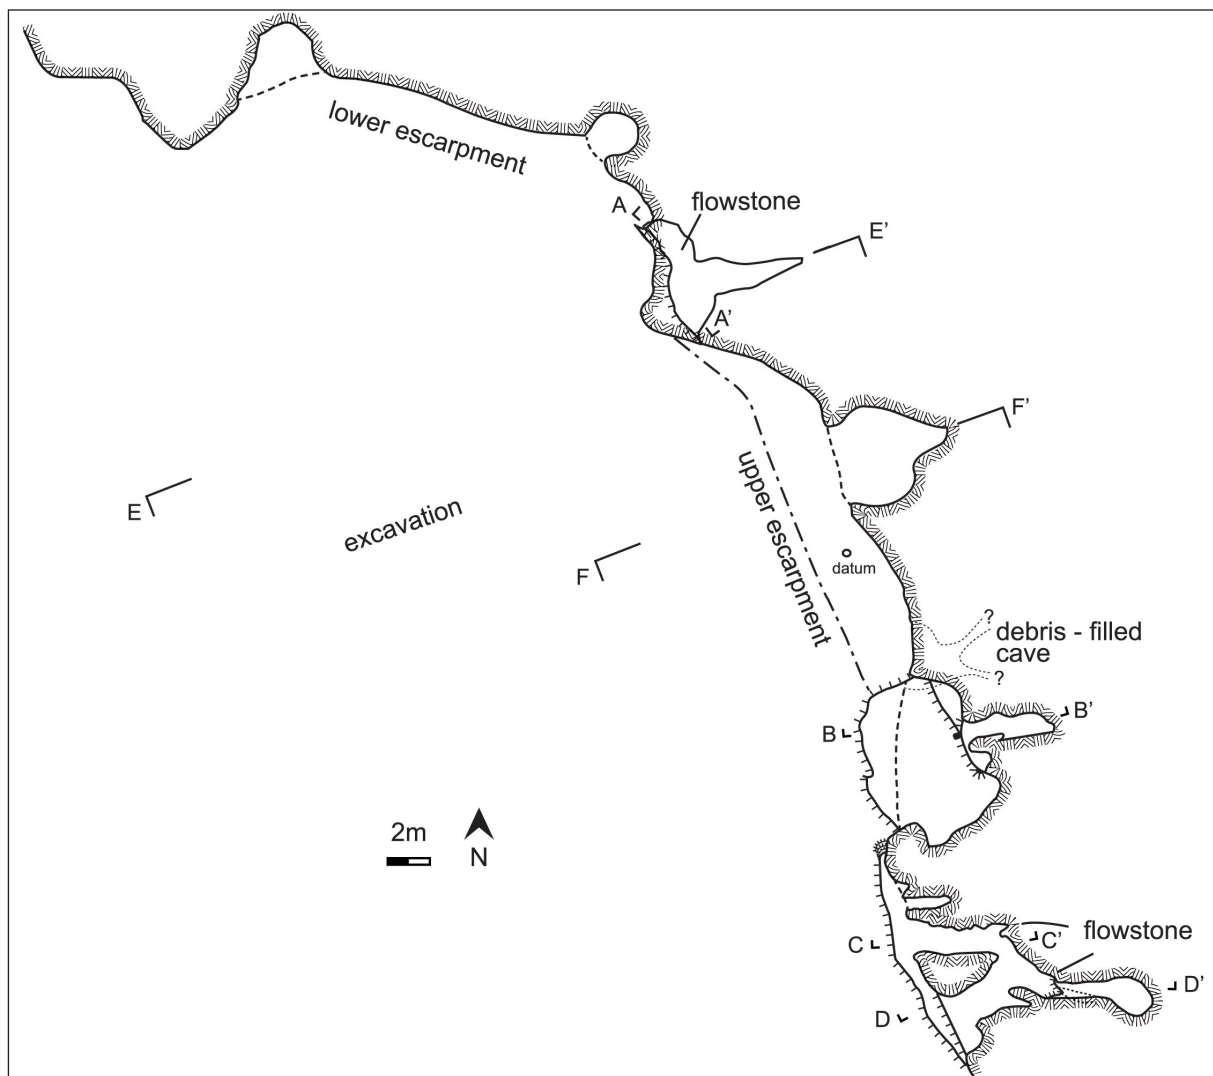 lower escarpment
A
flowstone
E'
A'
F'
upper escarpment
E
excavation
F
datum
?
debris - filled
cave
?
B
B'
2m
N
C
C'
flowstone
D
D'